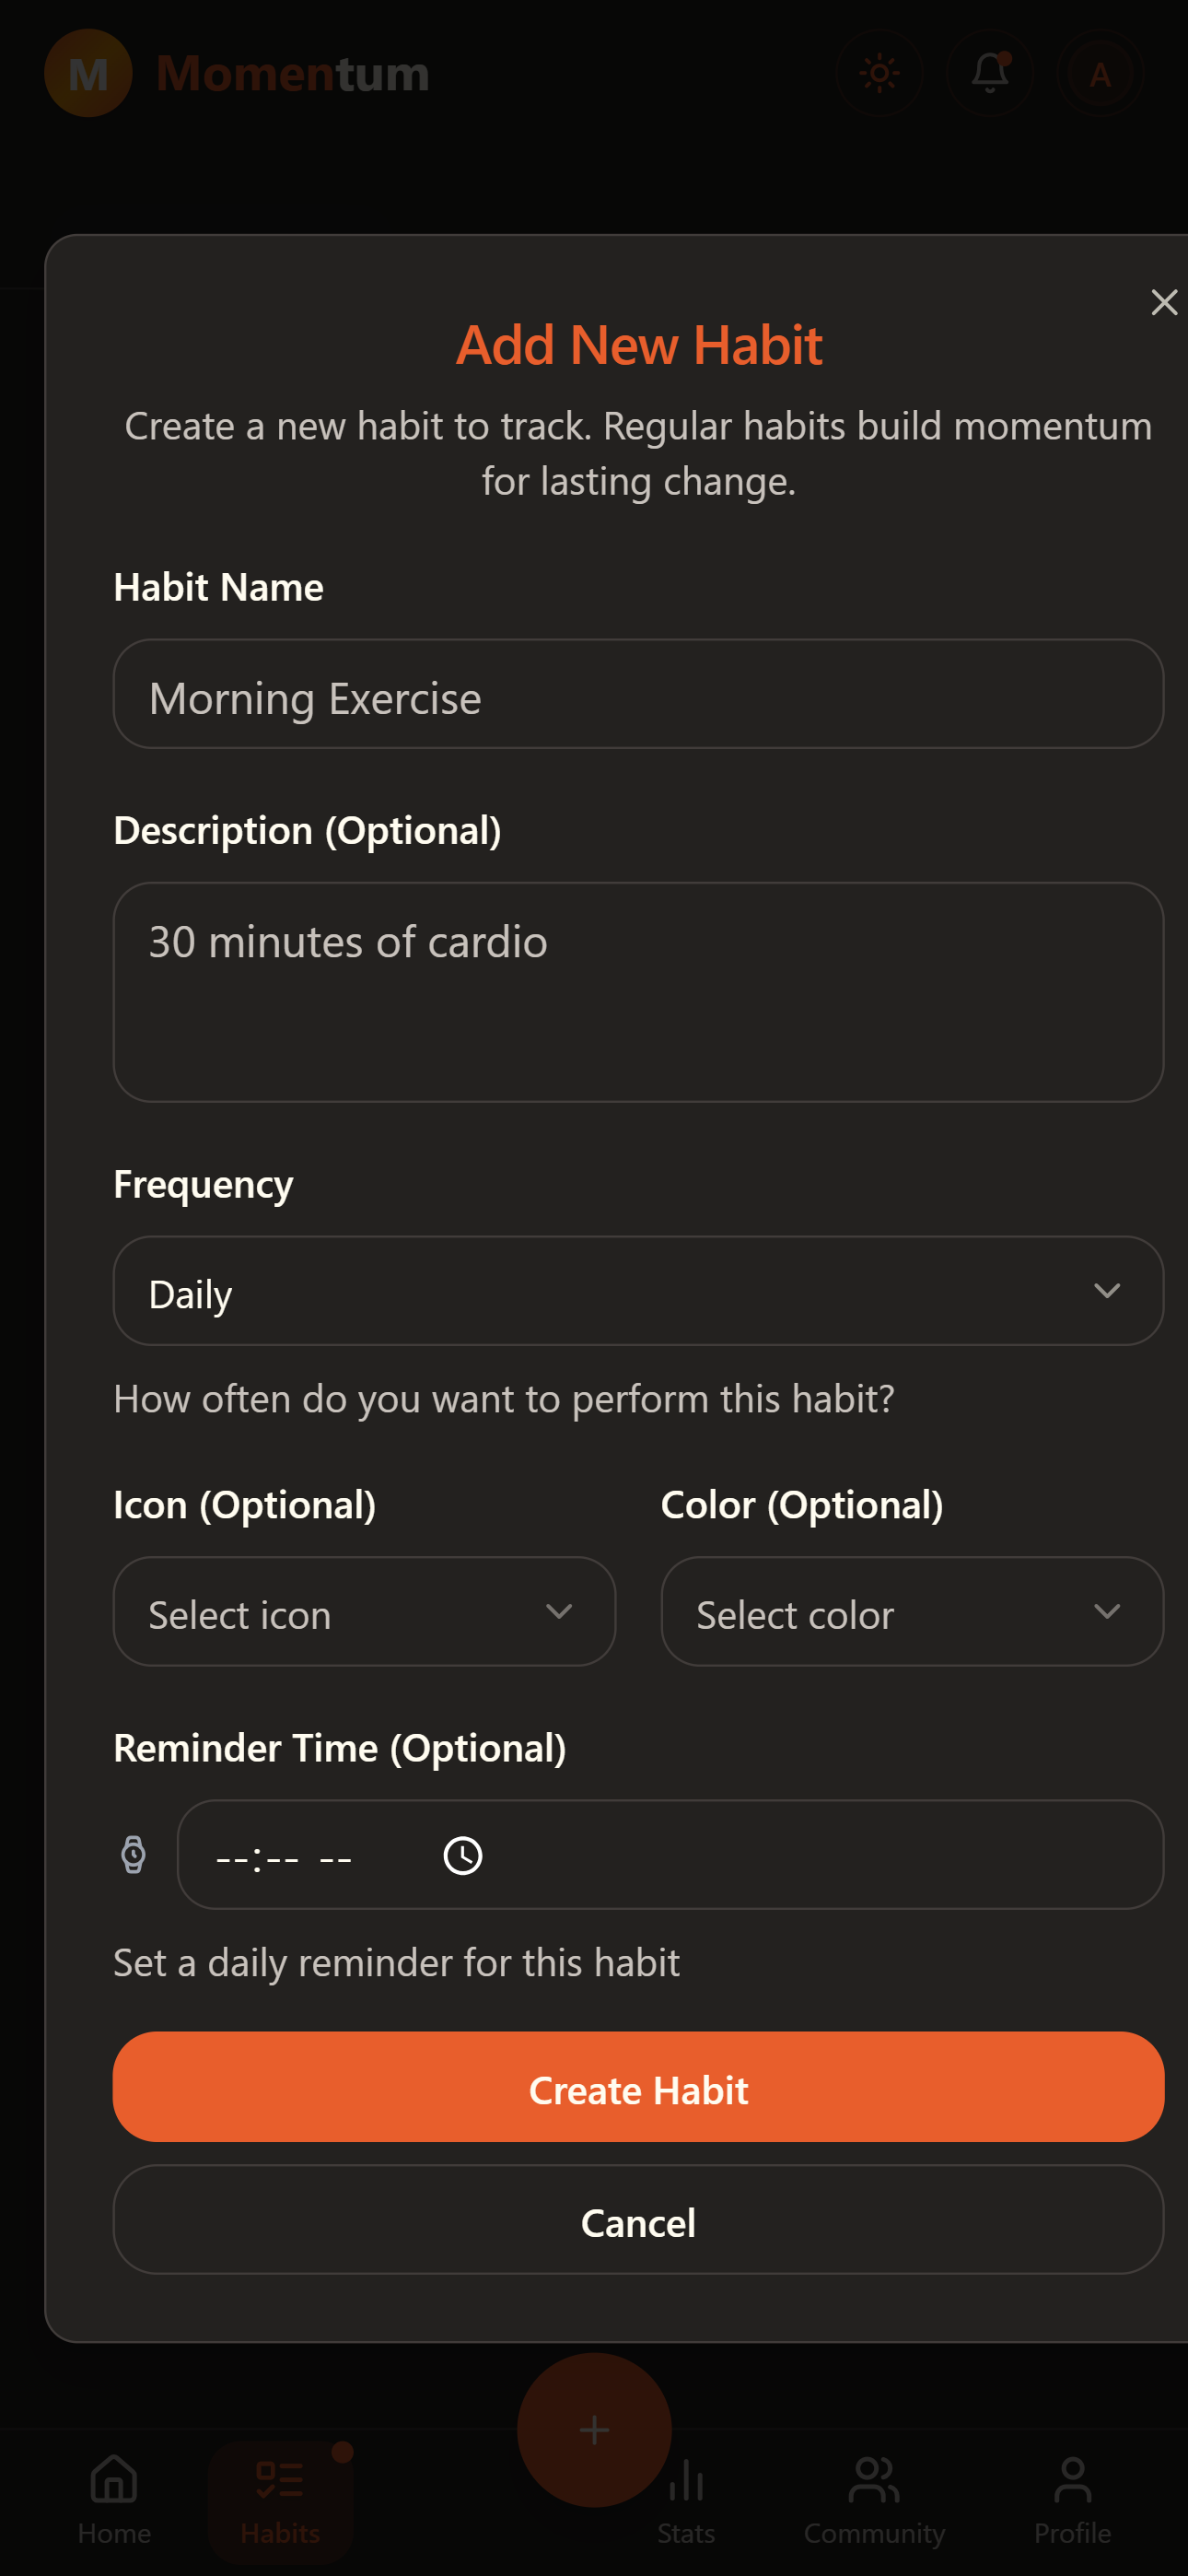 M Momentum A
Add New Habit
Create a new habit to track. Regular habits build momentum
for lasting change.
Habit Name
Morning Exercise
Description (Optional)
30 minutes of cardio
Frequency
Daily
How often do you want to perform this habit?
Icon (Optional) Color (Optional)
Select icon Select color
Reminder Time (Optional)
--:-- --
Set a daily reminder for this habit
Create Habit
Cancel
+
Home Habits Stats Community Profile